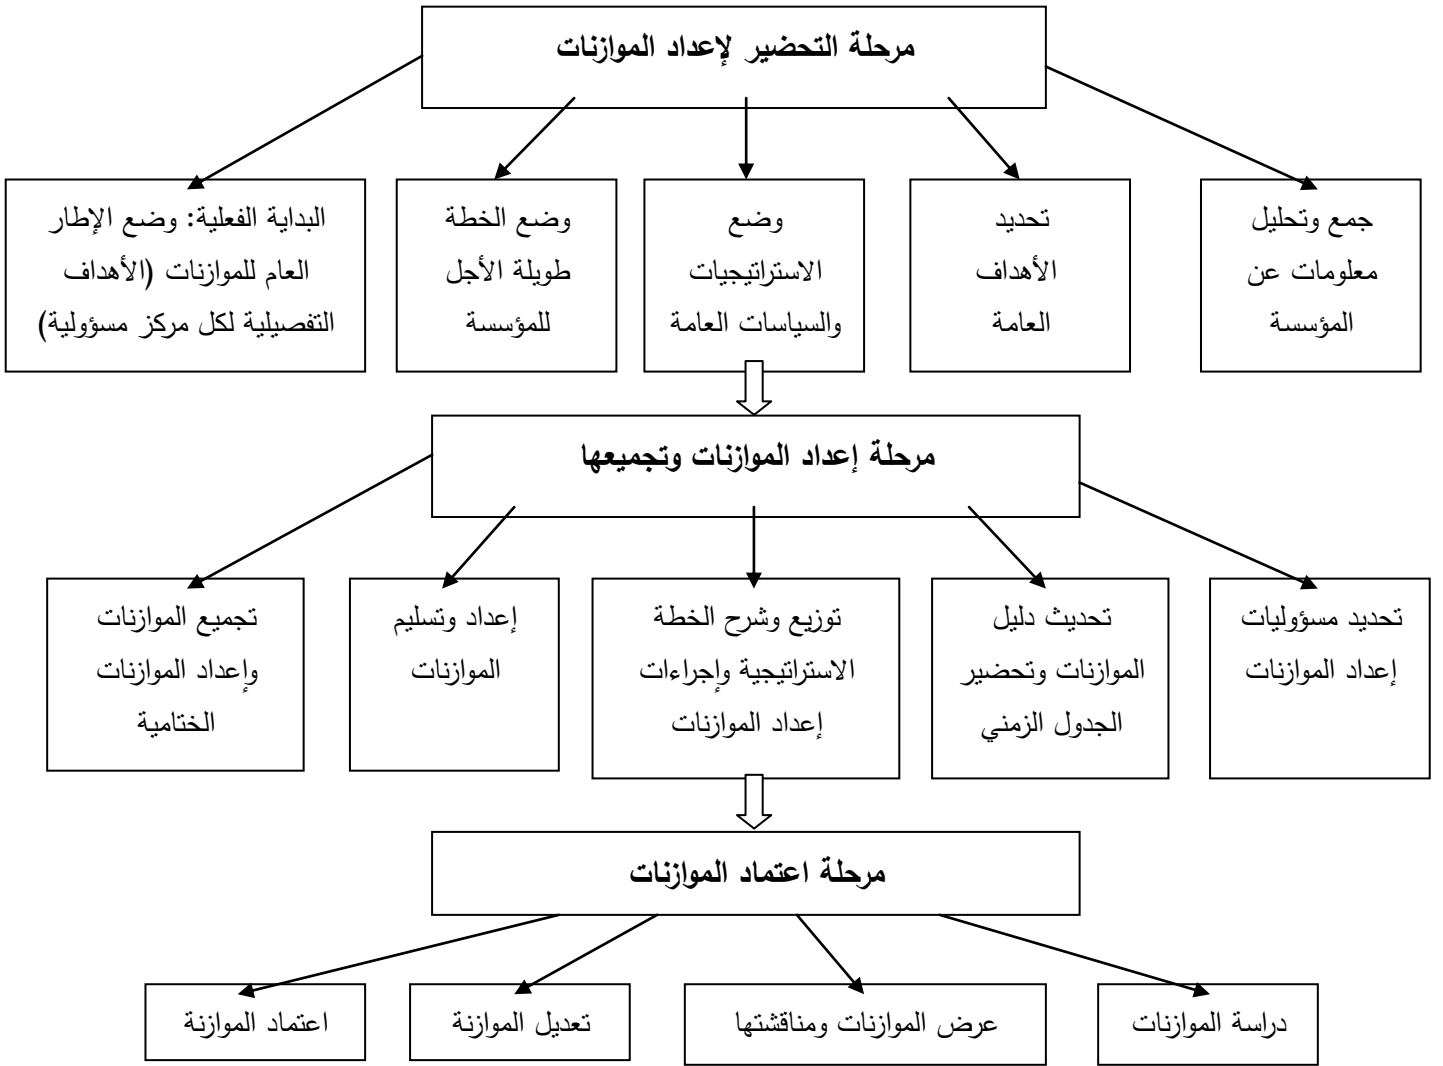 مرحلة التحضير لإعداد الموازنات
جمع وتحليل
معلومات عن
المؤسسة
تحديد
الأهداف
العامة
وضع
الاستراتيجيات
والسياسات العامة
وضع الخطة
طويلة الأجل
للمؤسسة
البداية الفعلية: وضع الإطار
العام للموازنات (الأهداف
التفصيلية لكل مركز مسؤولية)
مرحلة إعداد الموازنات وتجميعها
تحديد مسؤوليات
إعداد الموازنات
تحديث دليل
الموازنات وتحضير
الجدول الزمني
توزيع وشرح الخطة
الاستراتيجية وإجراءات
إعداد الموازنات
إعداد وتسليم
الموازنات
تجميع الموازنات
وإعداد الموازنات
الختامية
مرحلة اعتماد الموازنات
دراسة الموازنات
عرض الموازنات ومناقشتها
تعديل الموازنة
اعتماد الموازنة